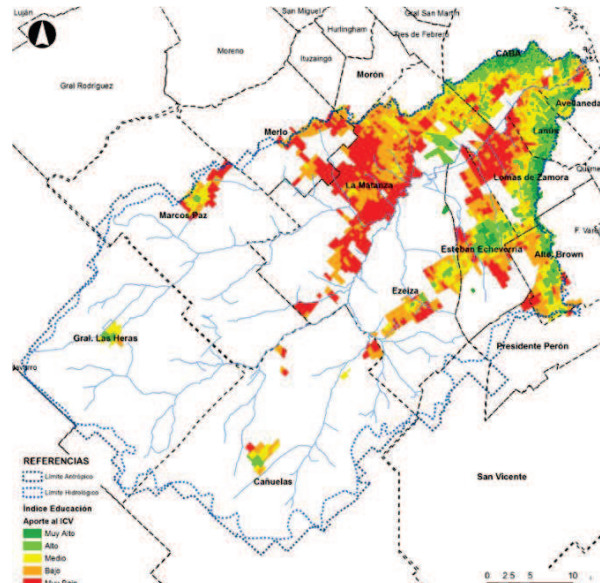 Luján
San Miguel
Gral San Martín
Hurlingham
Tres de Febrero
Moreno
Ituzaingó
CABA
Morón
Gral Rodríguez
Avellaneda
Merlo
Lanús
La Matanza
Lomas de Zamora
Marcos Paz
Esteban Echeverría
Alte. Brown
Ezeiza
Gral. Las Heras
Presidente Perón
REFERENCIAS
Límite Antrópico
Límite Hidrológico
San Vicente
Cañuelas
Índice Educación
Aporte al ICV
Muy Alto
Alto
Medio
Bajo
Muy Bajo
0 2.5 5 10